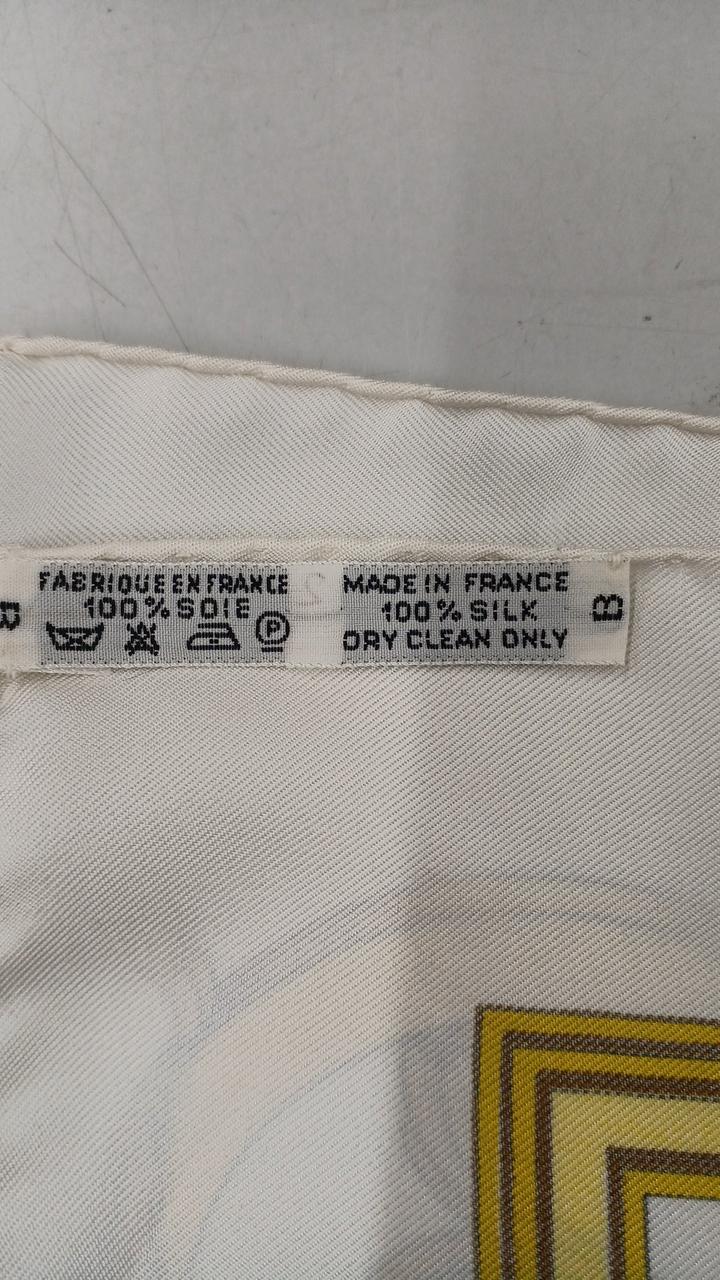 FABRIQUE EN FRANCE
100% SOIE
P
MADE IN FRANCE
100% SILK
DRY CLEAN ONLY
B
B